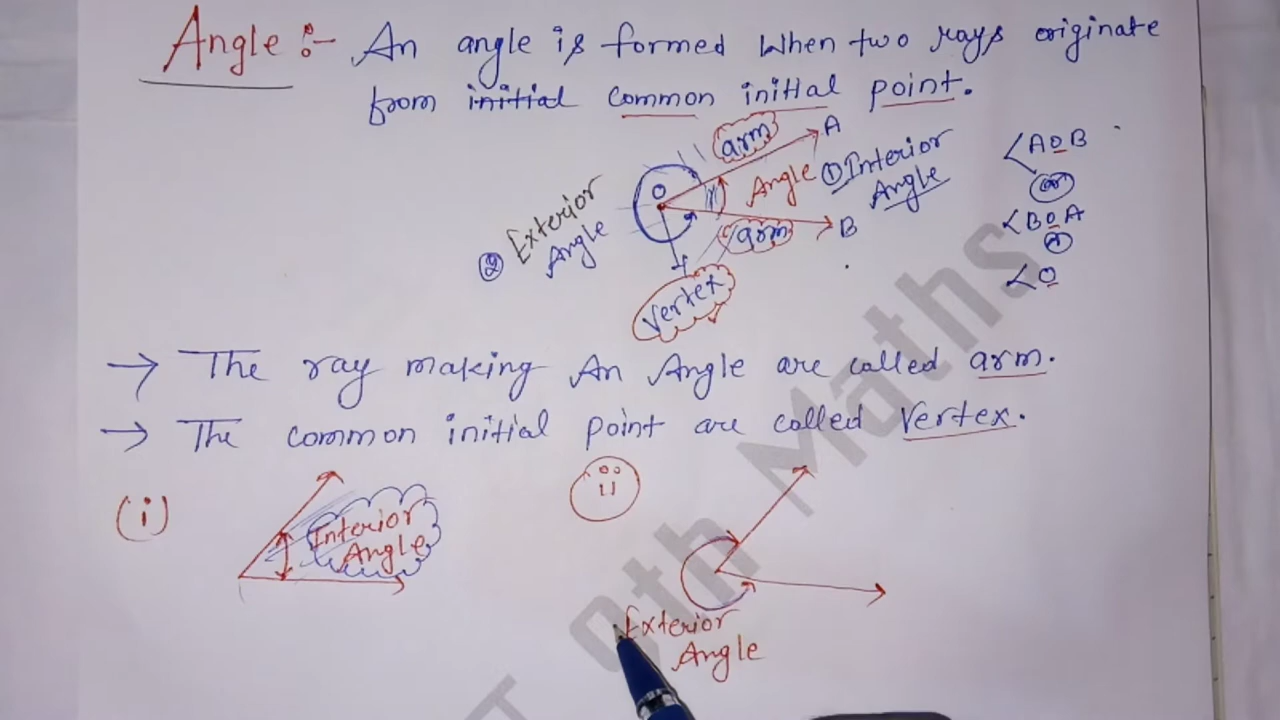 Angle :- An angle is formed when two rays originate
from initial common initial point.
arm
A
O
Angle
① Interior
Angle
B
arm
② Exterior
Angle
Vertex
<AOB
or
<BOA
<O
→ The ray making An Angle are called arm.
→ The common initial point are called Vertex.
(i)
Interior
Angle
ii
Exterior
Angle
9th Maths